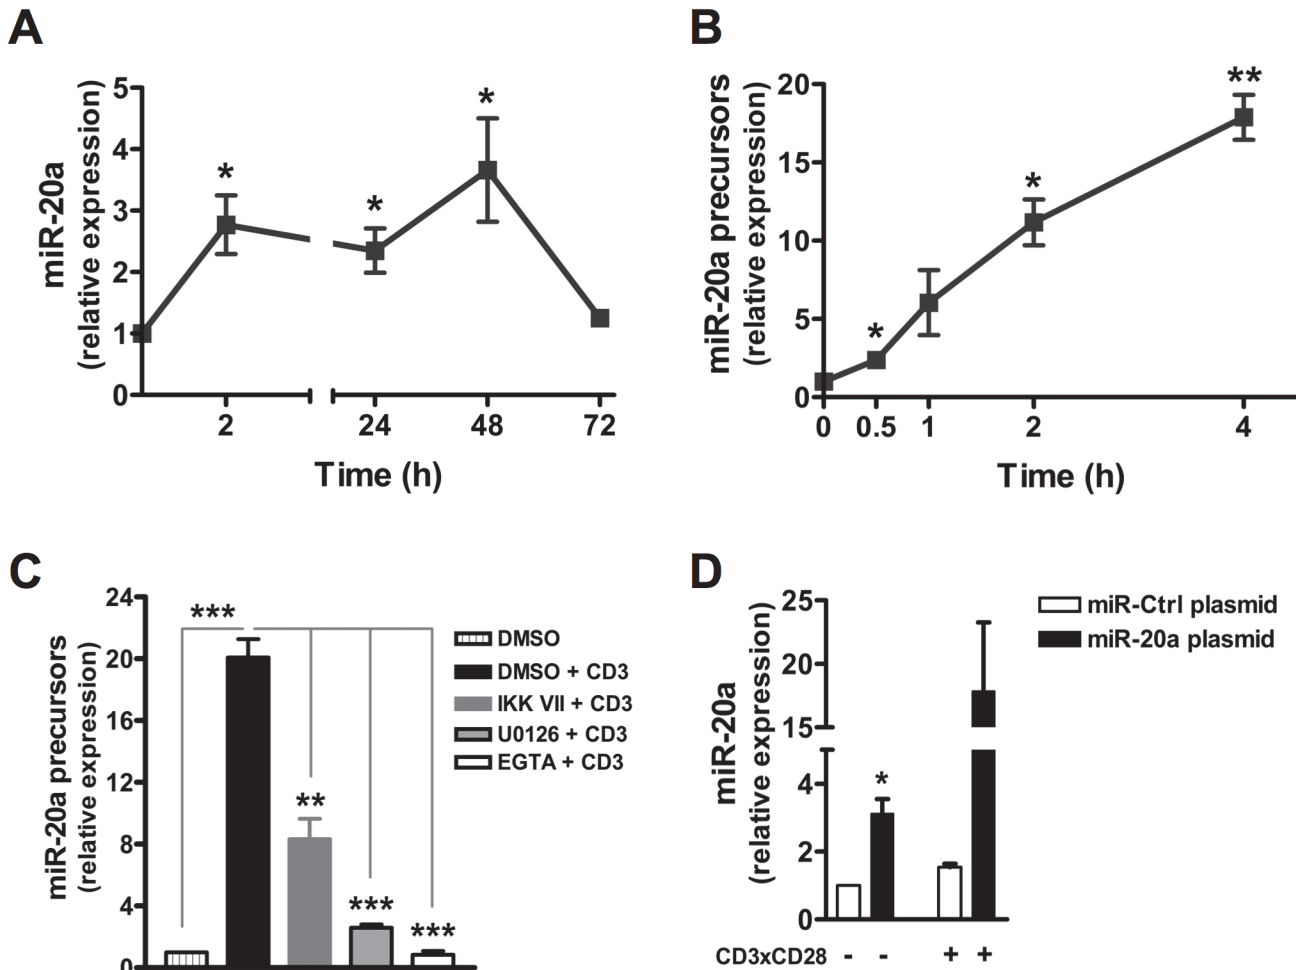 A
miR-20a
(relative expression)
5
4
3
2
1
0
*
*
*
2
24
48
72
Time (h)
B
miR-20a precursors
(relative expression)
20
15
10
5
0
*
*
**
0
0.5
1
2
4
Time (h)
C
miR-20a precursors
(relative expression)
24
20
16
12
8
4
0
***
**
***
***
DMSO
DMSO + CD3
IKK VII + CD3
U0126 + CD3
EGTA + CD3
D
miR-20a
(relative expression)
25
20
15
4
2
0
*
miR-Ctrl plasmid
miR-20a plasmid
CD3xCD28 - - + +